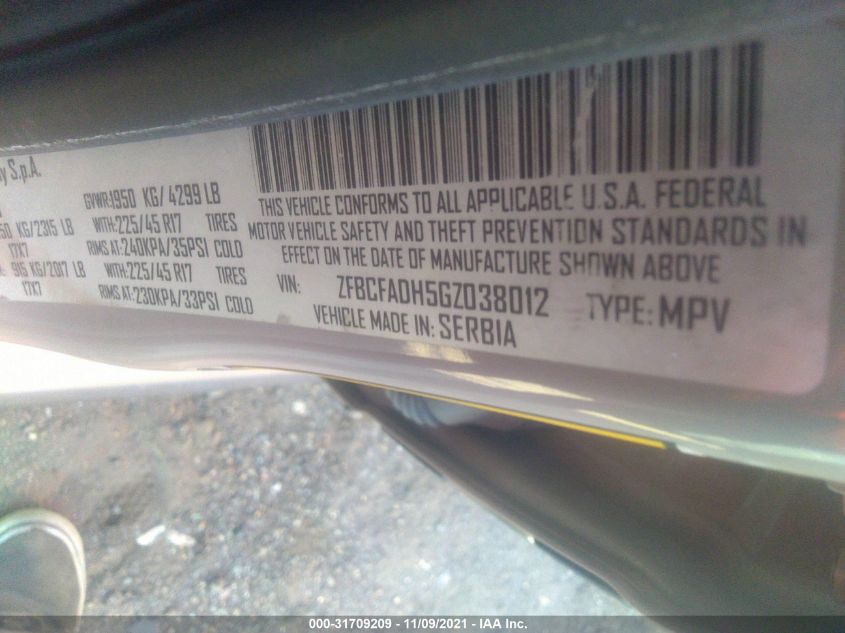 y S.p.A.
GVWR:1950 KG/ 4299 LB
50 KG/2315 LB WITH:225/45 R17 TIRES
17X7 RIMS AT:240KPA/35PSI COLD
915 KG/2017 LB WITH:225/45 R17 TIRES
17X7 RIMS AT:230KPA/33PSI COLD
THIS VEHICLE CONFORMS TO ALL APPLICABLE U.S.A. FEDERAL
MOTOR VEHICLE SAFETY AND THEFT PREVENTION STANDARDS IN
EFFECT ON THE DATE OF MANUFACTURE SHOWN ABOVE
VIN: ZFBCFADH5GZ038012 TYPE: MPV
VEHICLE MADE IN: SERBIA
000-31709209 - 11/09/2021 - IAA Inc.